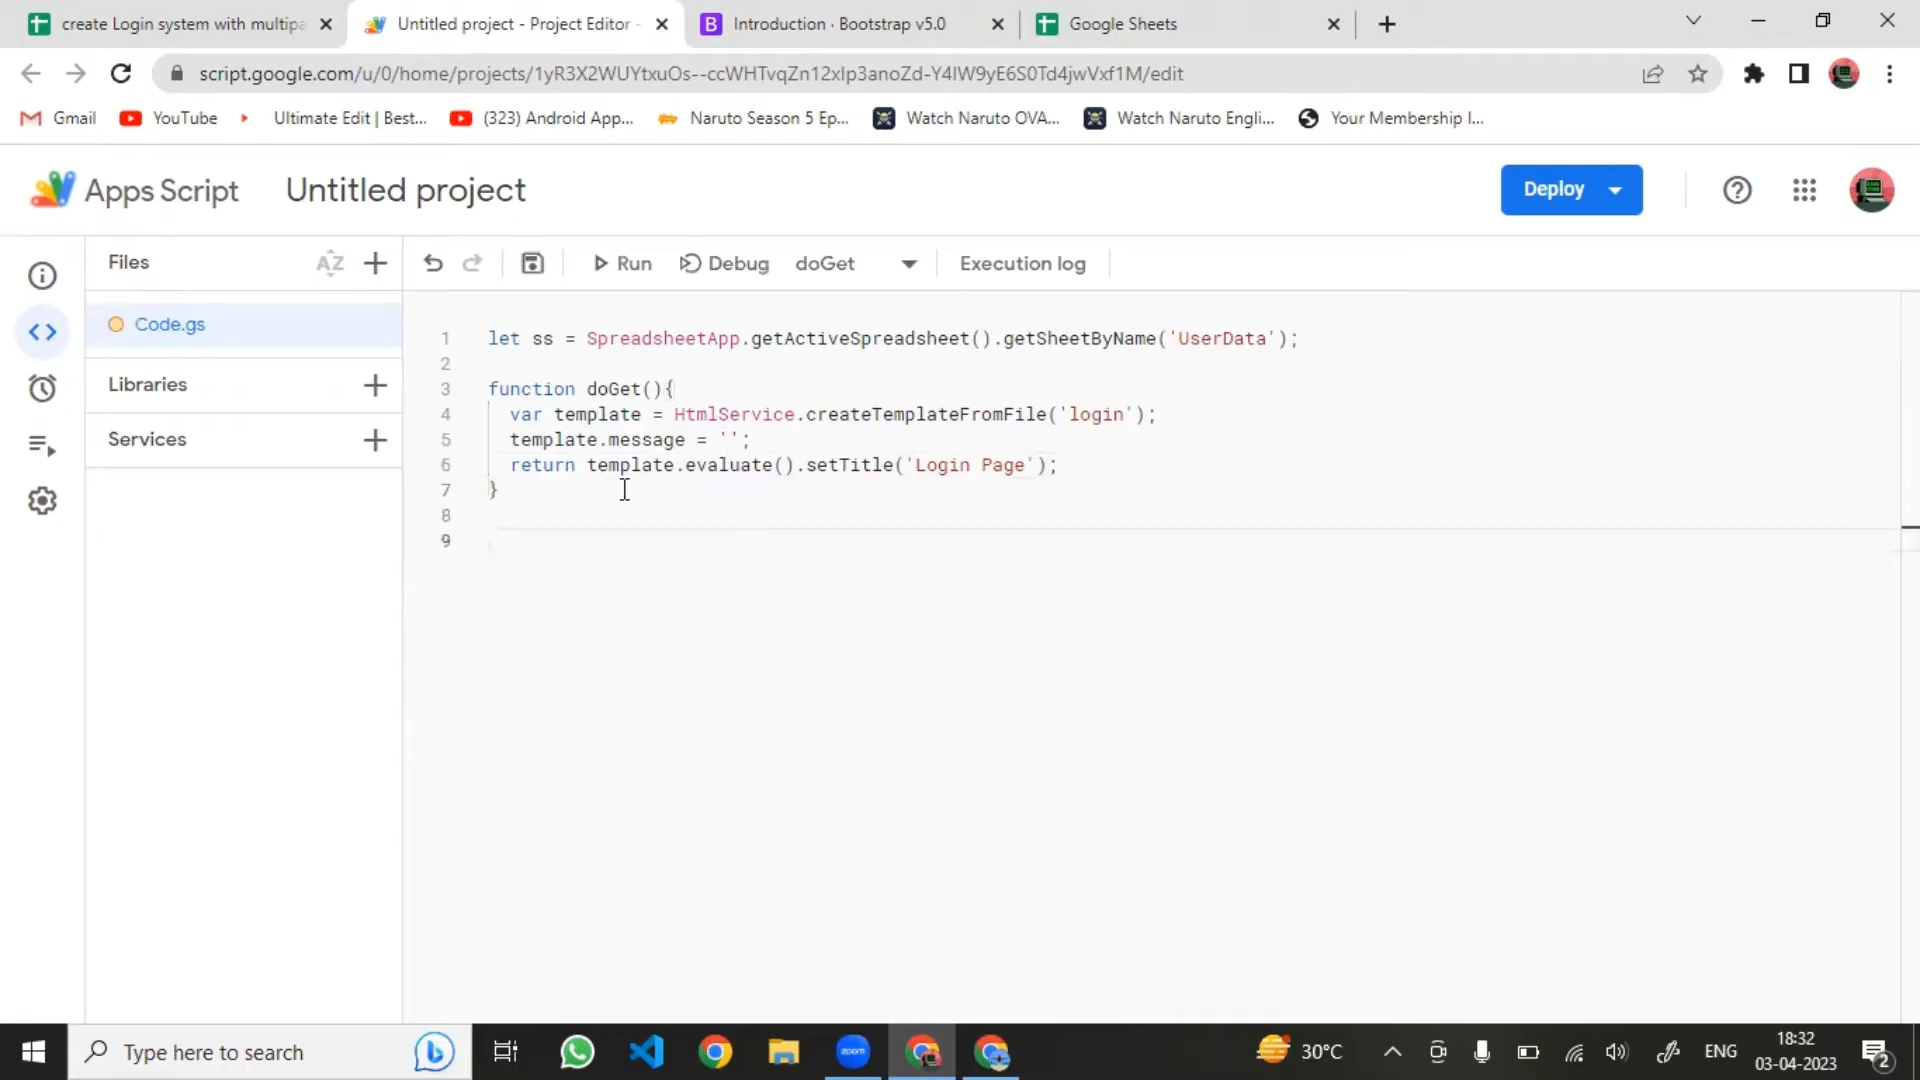 create Login system with multipa
Untitled project - Project Editor -
Introduction · Bootstrap v5.0
Google Sheets
script.google.com/u/0/home/projects/1yR3X2WUYtxuOs--ccWHTvqZn12xIp3anoZd-Y4IW9yE6S0Td4jwVxf1M/edit
Gmail
YouTube
Ultimate Edit | Best...
(323) Android App...
Naruto Season 5 Ep...
Watch Naruto OVA...
Watch Naruto Engli...
Your Membership I...
Apps Script
Untitled project
Deploy
Files
AZ
Run
Debug
doGet
Execution log
Code.gs
Libraries
Services
1 let ss = SpreadsheetApp.getActiveSpreadsheet().getSheetByName('UserData');
2
3 function doGet(){
4 var template = HtmlService.createTemplateFromFile('login');
5 template.message = '';
6 return template.evaluate().setTitle('Login Page');
7 }
8
9
Type here to search
zoom
30°C
ENG
18:32
03-04-2023
2